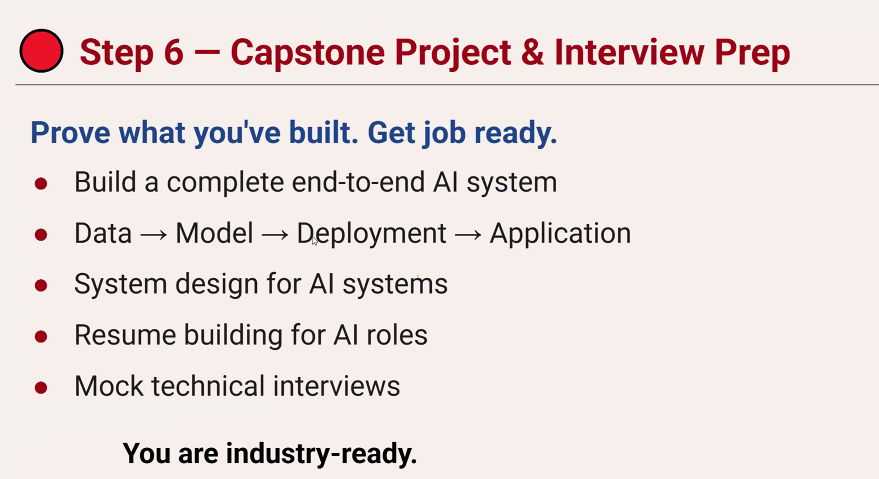 Step 6 — Capstone Project & Interview Prep
Prove what you've built. Get job ready.
● Build a complete end-to-end AI system
● Data → Model → Deployment → Application
● System design for AI systems
● Resume building for AI roles
● Mock technical interviews
You are industry-ready.